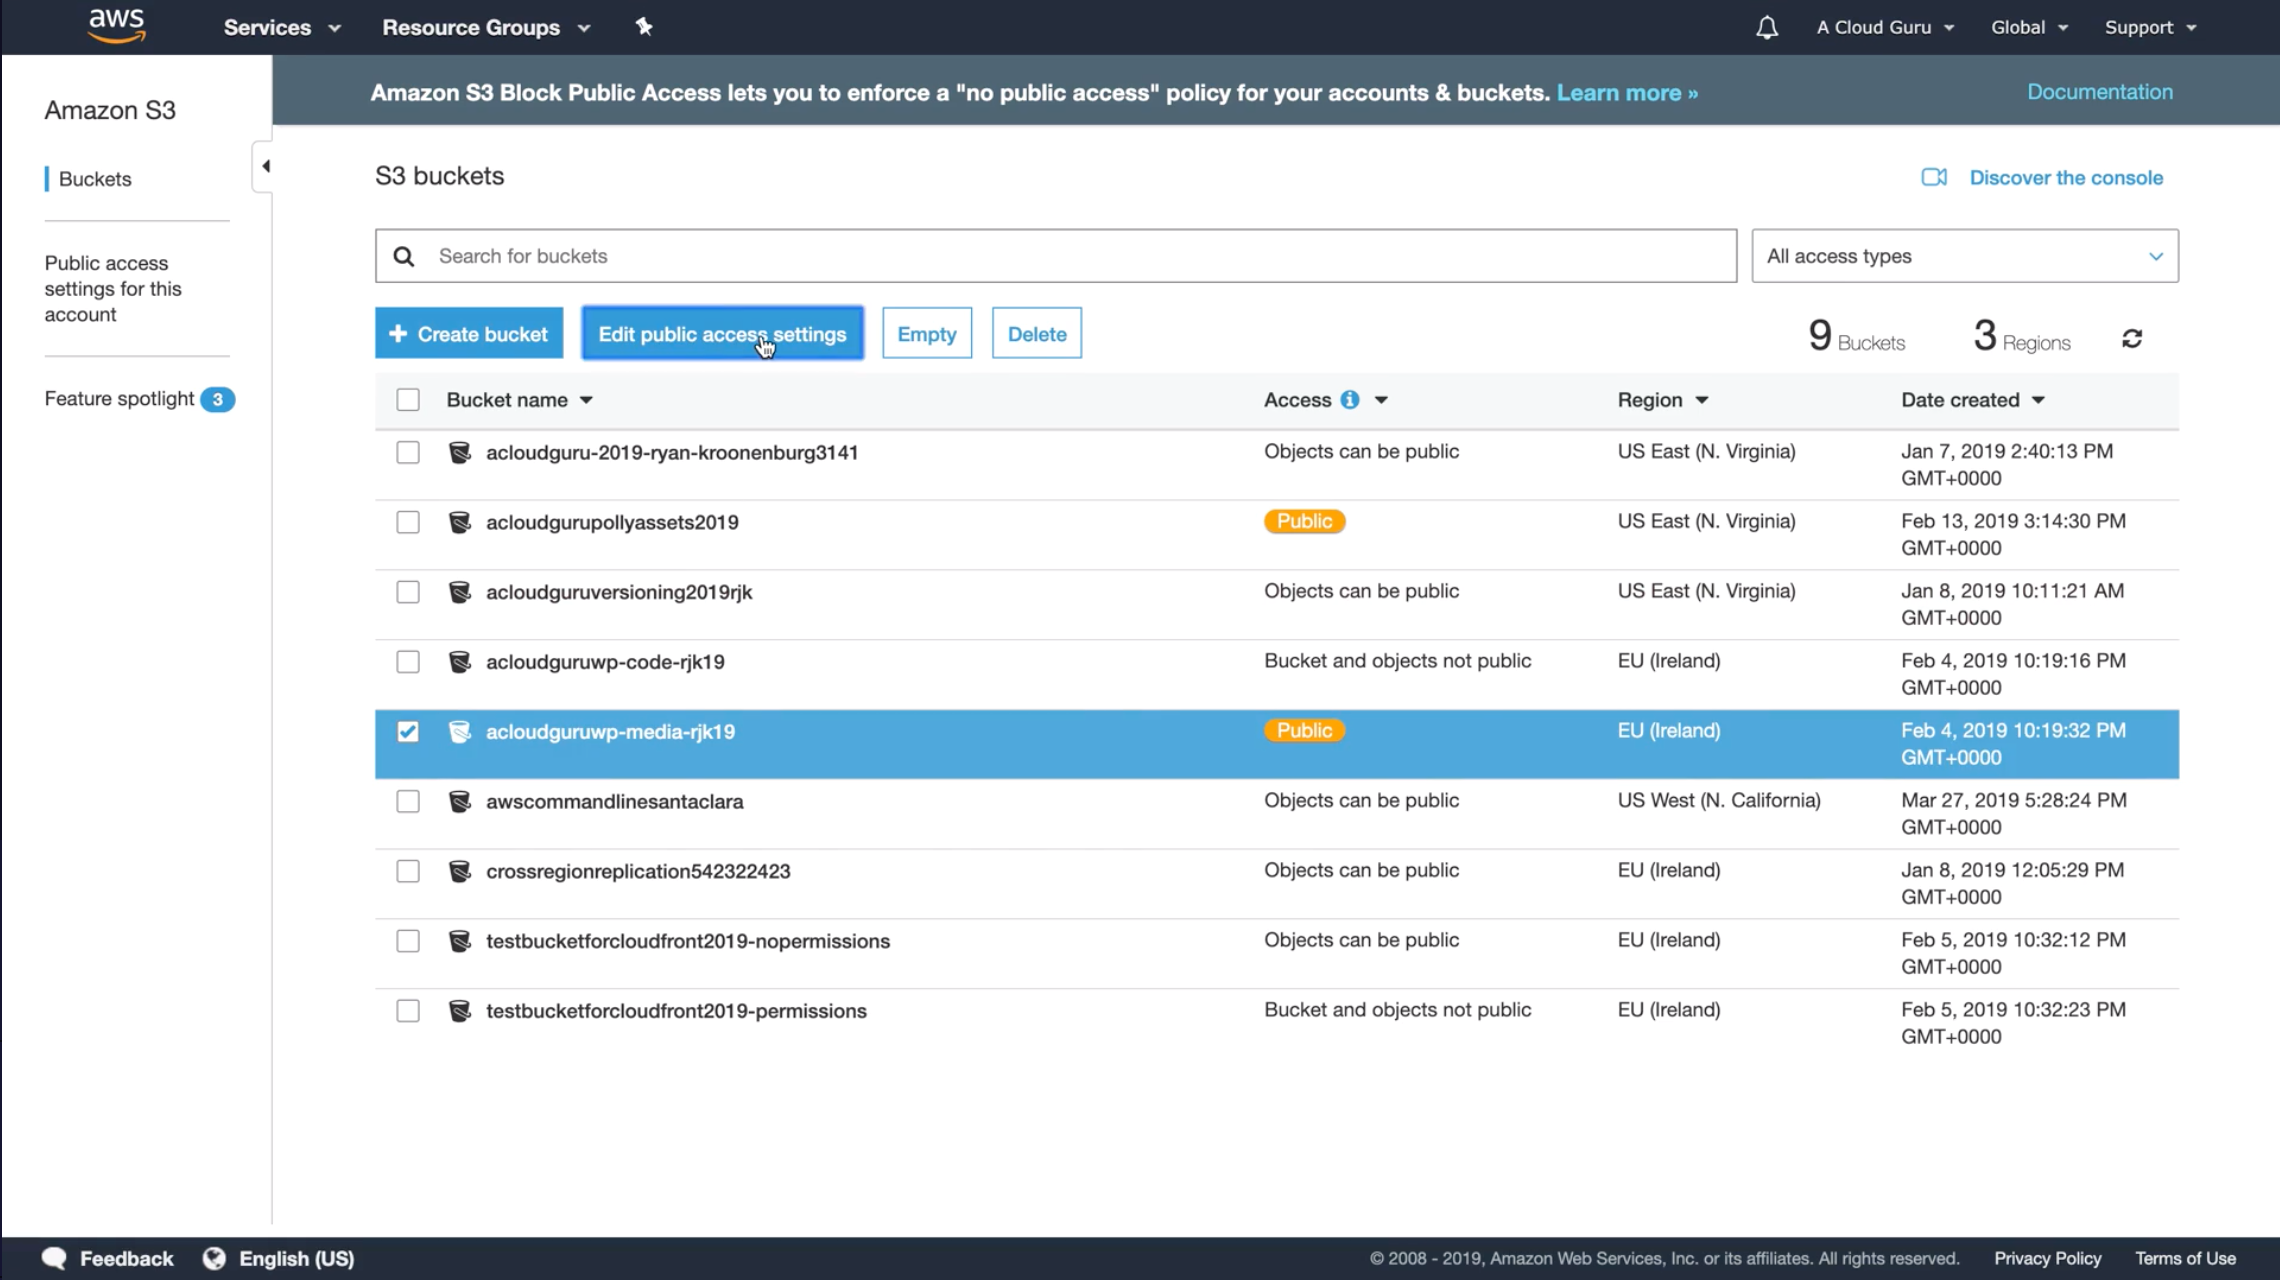 aws
Services
Resource Groups
A Cloud Guru
Global
Support
Amazon S3
Buckets
Public access
settings for this
account
Feature spotlight 3
Amazon S3 Block Public Access lets you to enforce a "no public access" policy for your accounts & buckets. Learn more »
Documentation
S3 buckets
Discover the console
Search for buckets
All access types
+ Create bucket
Edit public access settings
Empty
Delete
9 Buckets
3 Regions
Bucket name
Access
Region
Date created
acloudguru-2019-ryan-kroonenburg3141
Objects can be public
US East (N. Virginia)
Jan 7, 2019 2:40:13 PM
GMT+0000
acloudgurupollyassets2019
Public
US East (N. Virginia)
Feb 13, 2019 3:14:30 PM
GMT+0000
acloudguruversioning2019rjk
Objects can be public
US East (N. Virginia)
Jan 8, 2019 10:11:21 AM
GMT+0000
acloudguruwp-code-rjk19
Bucket and objects not public
EU (Ireland)
Feb 4, 2019 10:19:16 PM
GMT+0000
acloudguruwp-media-rjk19
Public
EU (Ireland)
Feb 4, 2019 10:19:32 PM
GMT+0000
awscommandlinesantaclara
Objects can be public
US West (N. California)
Mar 27, 2019 5:28:24 PM
GMT+0000
crossregionreplication542322423
Objects can be public
EU (Ireland)
Jan 8, 2019 12:05:29 PM
GMT+0000
testbucketforcloudfront2019-nopermissions
Objects can be public
EU (Ireland)
Feb 5, 2019 10:32:12 PM
GMT+0000
testbucketforcloudfront2019-permissions
Bucket and objects not public
EU (Ireland)
Feb 5, 2019 10:32:23 PM
GMT+0000
Feedback
English (US)
© 2008 - 2019, Amazon Web Services, Inc. or its affiliates. All rights reserved.
Privacy Policy
Terms of Use